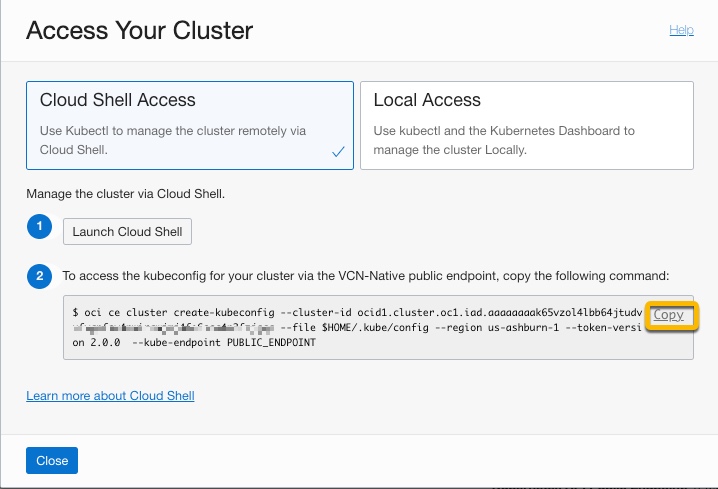 Access Your Cluster
Help
Cloud Shell Access
Use Kubectl to manage the cluster remotely via
Cloud Shell.
Local Access
Use kubectl and the Kubernetes Dashboard to
manage the cluster Locally.
Manage the cluster via Cloud Shell.
1
Launch Cloud Shell
2
To access the kubeconfig for your cluster via the VCN-Native public endpoint, copy the following command:
$ oci ce cluster create-kubeconfig --cluster-id ocid1.cluster.oc1.iad.aaaaaaaak65vzol4lbb64jtudv
--file $HOME/.kube/config --region us-ashburn-1 --token-versi
on 2.0.0 --kube-endpoint PUBLIC_ENDPOINT
Copy
Learn more about Cloud Shell
Close